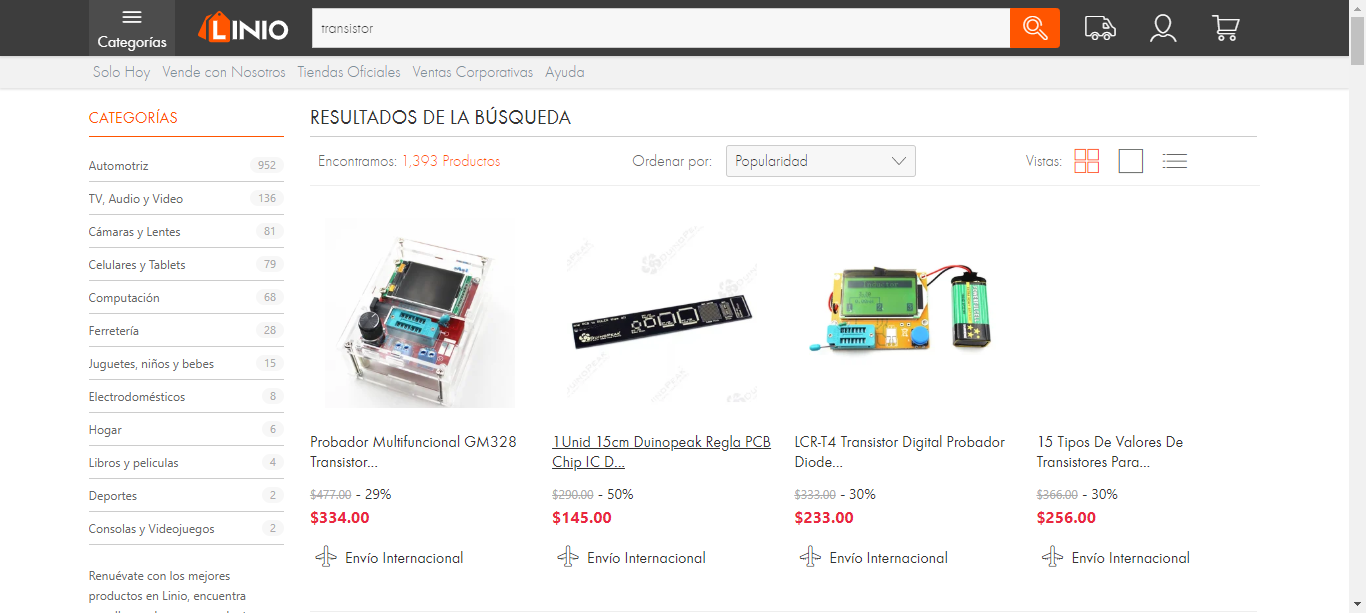 Categorías
LINIO
transistor
Solo Hoy Vende con Nosotros Tiendas Oficiales Ventas Corporativas Ayuda
CATEGORÍAS
Automotriz 952
TV, Audio y Video 136
Cámaras y Lentes 81
Celulares y Tablets 79
Computación 68
Ferretería 28
Juguetes, niños y bebes 15
Electrodomésticos 8
Hogar 6
Libros y peliculas 4
Deportes 2
Consolas y Videojuegos 2
Renuévate con los mejores
productos en Linio, encuentra
RESULTADOS DE LA BÚSQUEDA
Encontramos: 1,393 Productos
Ordenar por: Popularidad
Vistas:
Probador Multifuncional GM328
Transistor...
$477.00 - 29%
$334.00
Envío Internacional
1Unid 15cm Duinopeak Regla PCB
Chip IC D...
$290.00 - 50%
$145.00
Envío Internacional
LCR-T4 Transistor Digital Probador
Diode...
$333.00 - 30%
$233.00
Envío Internacional
15 Tipos De Valores De
Transistores Para...
$366.00 - 30%
$256.00
Envío Internacional